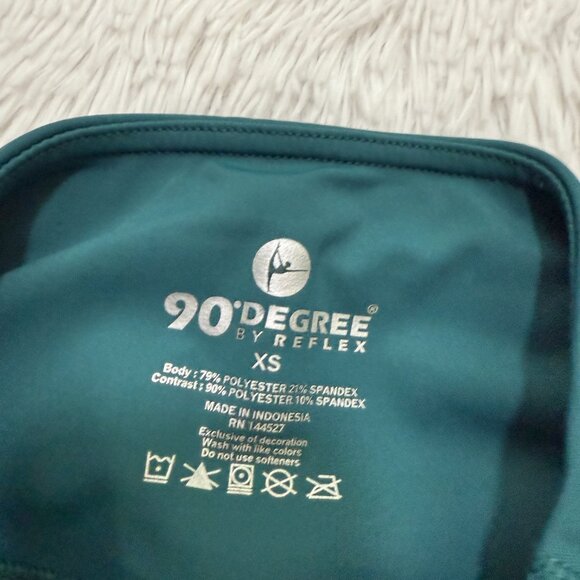 90° DEGREE®
BY REFLEX
XS
Body : 79% POLYESTER 21% SPANDEX
Contrast : 90% POLYESTER 10% SPANDEX
MADE IN INDONESIA
RN 144527
Exclusive of decoration
Wash with like colors
Do not use softeners